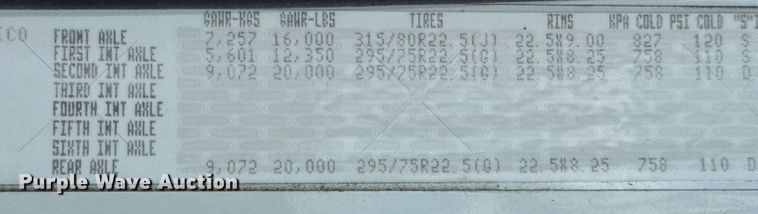 GAWR-KGS GAWR-LBS TIRES RIMS KPA COLD PSI COLD "S"
ICO FRONT AXLE 7,257 16,000 315/80R22.5(J) 22.5X9.00 827 120 S
FIRST INT AXLE 5,601 12,350 295/75R22.5(G) 22.5X8.25 758 110 S
SECOND INT AXLE 9,072 20,000 295/75R22.5(G) 22.5X8.25 758 110 D
THIRD INT AXLE
FOURTH INT AXLE
FIFTH INT AXLE
SIXTH INT AXLE
REAR AXLE 9,072 20,000 295/75R22.5(G) 22.5X8.25 758 110 D
Purple Wave Auction